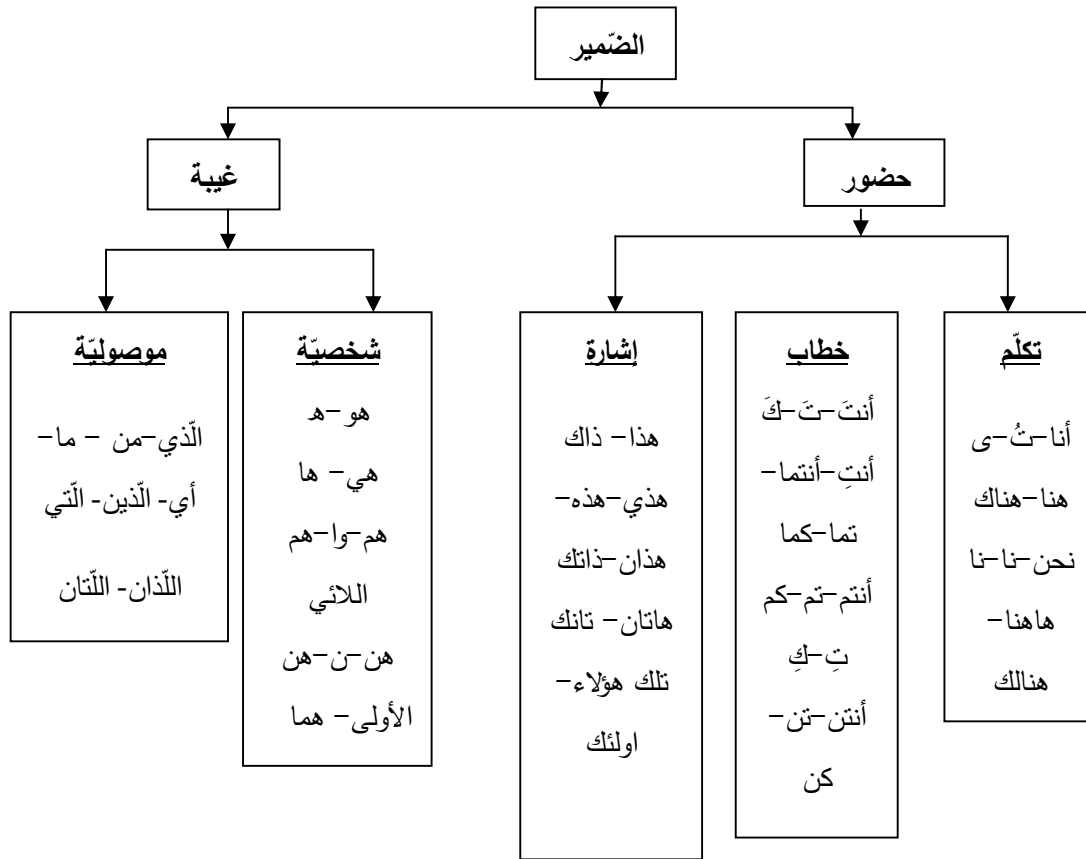 الضّمير
حضور
غيبة
تكلّم
أنا–تُ–ى
هنا–هناك
نحن–نا–نا
هاهنا–
هنالك
خطاب
أنتَ–تَ–كَ
أنتِ–أنتما–
تما–كما
أنتم–تم–كم
تِ–كِ
أنتن–تن–
كن
إشارة
هذا– ذاك
هذي–هذه–
هذان–ذاتك
هاتان– تانك
تلك هؤلاء–
اولئك
شخصيّة
هو–ه
هي– ها
هم–وا–هم
اللائي
هن–ن–هن
الأولى– هما
موصوليّة
الّذي–من – ما–
أي- الّذين- الّتي
اللّذان- اللّتان